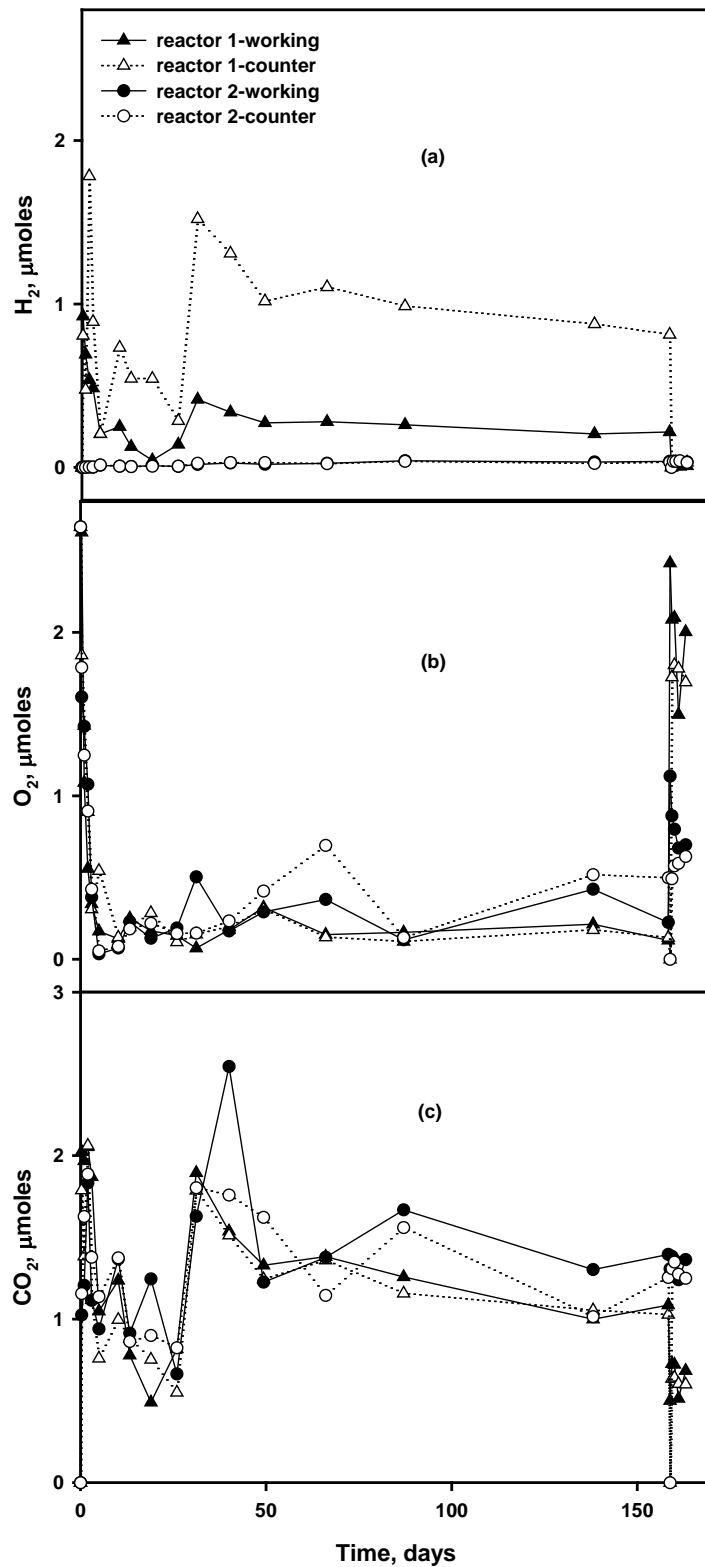 reactor 1-working
reactor 1-counter
reactor 2-working
reactor 2-counter
(a)
2
1
0
H₂, μmoles
(b)
2
1
0
O₂, μmoles
(c)
3
2
1
0
CO₂, μmoles
0 50 100 150
Time, days